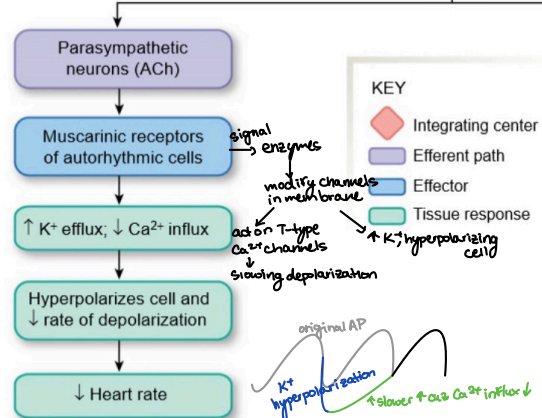 Parasympathetic
neurons (ACh)
Muscarinic receptors
of autorhythmic cells
signal
enzymes
modify channels
in membrane
act on T-type
Ca²⁺ channels
slowing depolarization
↑ K⁺; hyperpolarizing
cell
↑ K⁺ efflux; ↓ Ca²⁺ influx
Hyperpolarizes cell and
↓ rate of depolarization
↓ Heart rate
KEY
Integrating center
Efferent path
Effector
Tissue response
original AP
K⁺
hyperpolarization
↑ slower ↑ cuz Ca²⁺ influx ↓